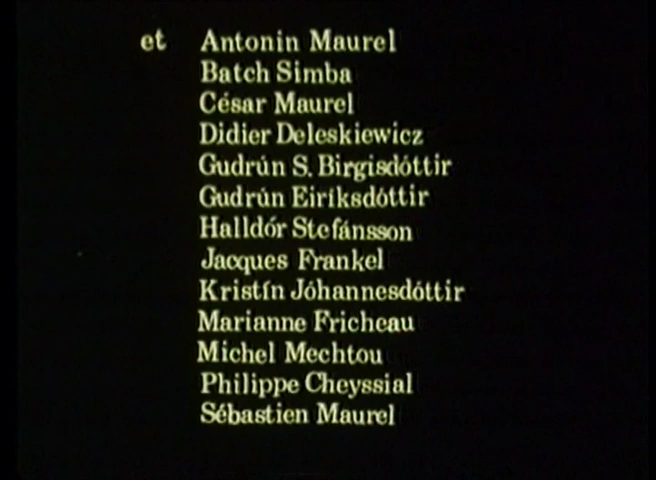 et Antonin Maurel
Batch Simba
César Maurel
Didier Deleskiewicz
Gudrún S. Birgisdóttir
Gudrún Eiríksdóttir
Halldór Stefánsson
Jacques Frankel
Kristín Jóhannesdóttir
Marianne Fricheau
Michel Mechtou
Philippe Cheyssial
Sébastien Maurel